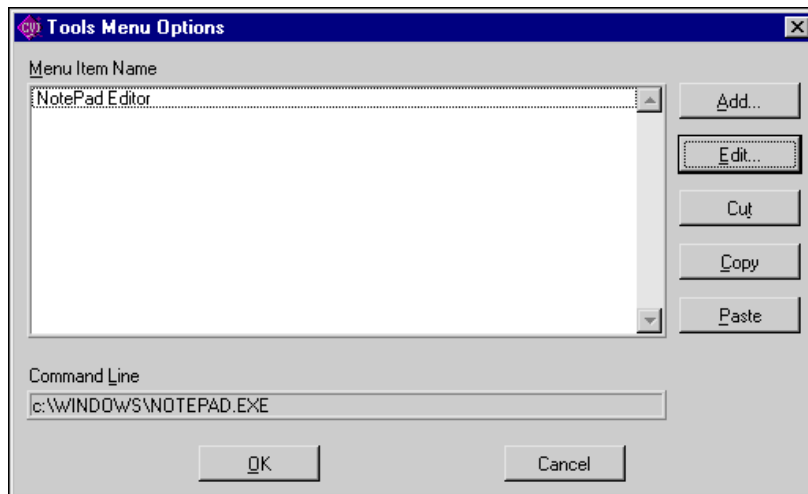 CVI Tools Menu Options
Menu Item Name
NotePad Editor
Add...
Edit...
Cut
Copy
Paste
Command Line
c:\WINDOWS\NOTEPAD.EXE
OK
Cancel